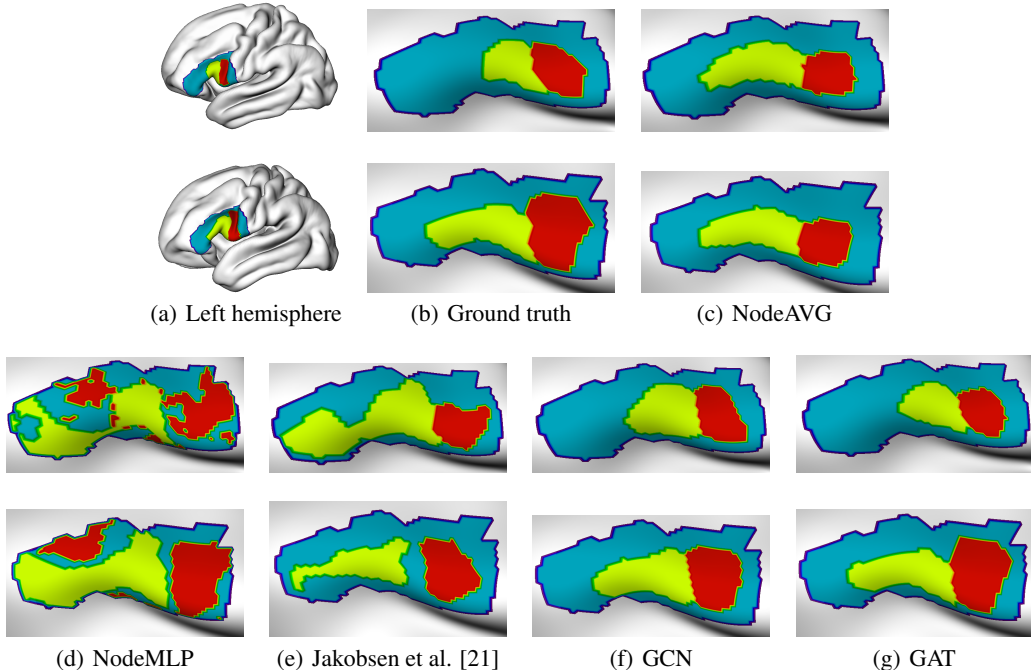 (a) Left hemisphere
(b) Ground truth
(c) NodeAVG
(d) NodeMLP
(e) Jakobsen et al. [21]
(f) GCN
(g) GAT